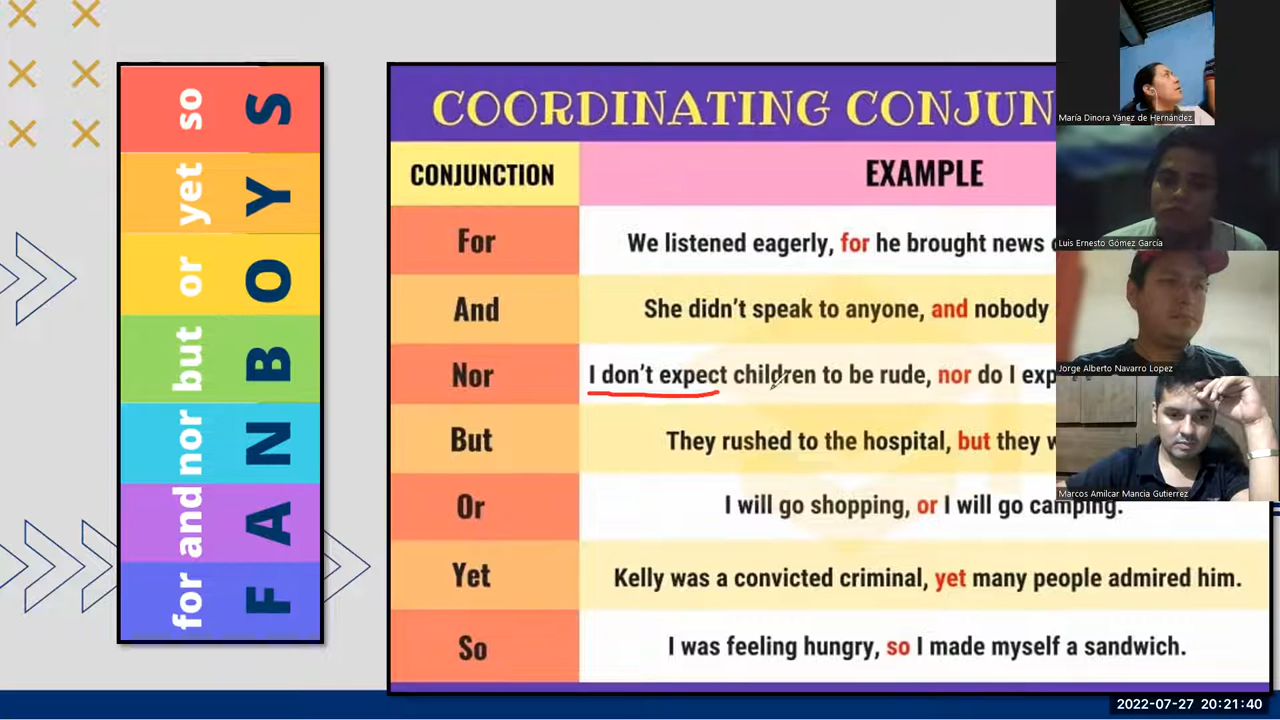 so
yet
or
but
nor
and
for
S
Y
O
B
N
A
F
COORDINATING CONJUN
CONJUNCTION EXAMPLE
For We listened eagerly, for he brought news
And She didn't speak to anyone, and nobody
Nor I don't expect children to be rude, nor do I exp
But They rushed to the hospital, but they w
Or I will go shopping, or I will go camping.
Yet Kelly was a convicted criminal, yet many people admired him.
So I was feeling hungry, so I made myself a sandwich.
María Dinora Yánez de Hernández
Luis Ernesto Gómez García
Jorge Alberto Navarro Lopez
Marcos Amilcar Mancia Gutierrez
2022-07-27 20:21:40